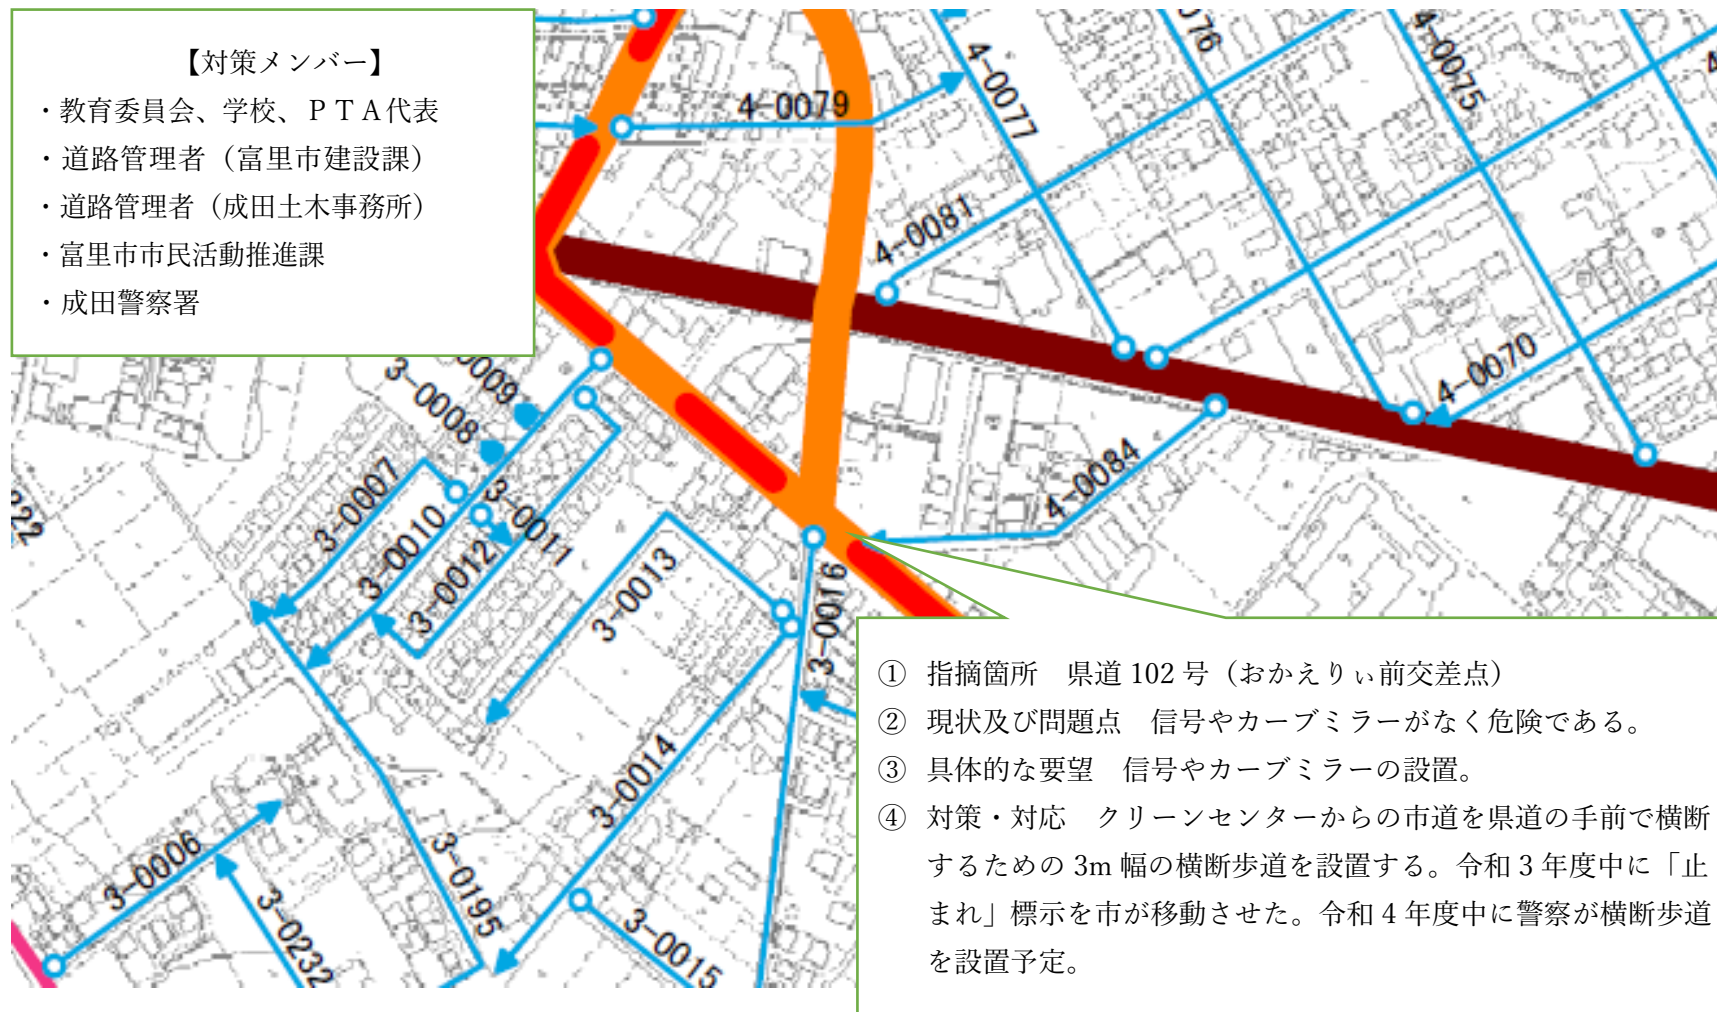 【対策メンバー】
・教育委員会、学校、ＰＴＡ代表
・道路管理者（富里市建設課）
・道路管理者（成田土木事務所）
・富里市市民活動推進課
・成田警察署
4-0079
4-0077
4-0075
4-0081
4-0070
4-0084
3-0008
3-0007
3-0010
3-0011
3-0012
3-0013
3-0016
3-0014
3-0006
3-0195
3-0232
3-0015
① 指摘箇所　県道 102 号（おかえりぃ前交差点）
② 現状及び問題点　信号やカーブミラーがなく危険である。
③ 具体的な要望　信号やカーブミラーの設置。
④ 対策・対応　クリーンセンターからの市道を県道の手前で横断
するための 3m 幅の横断歩道を設置する。令和 3 年度中に「止
まれ」標示を市が移動させた。令和 4 年度中に警察が横断歩道
を設置予定。